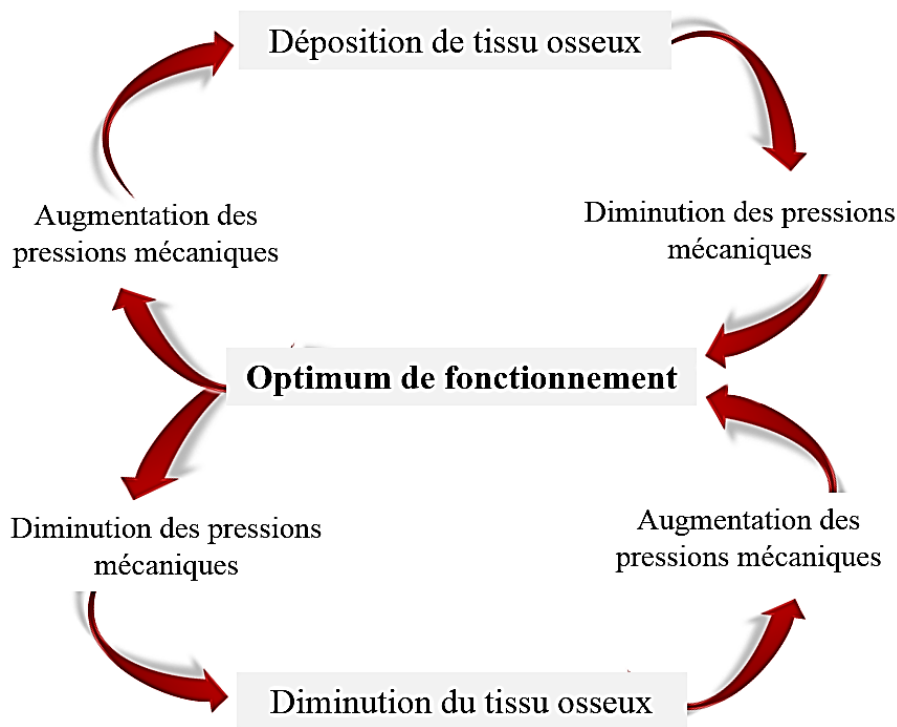 Déposition de tissu osseux
Augmentation des
pressions mécaniques
Diminution des pressions
mécaniques
Optimum de fonctionnement
Diminution des pressions
mécaniques
Augmentation des
pressions mécaniques
Diminution du tissu osseux